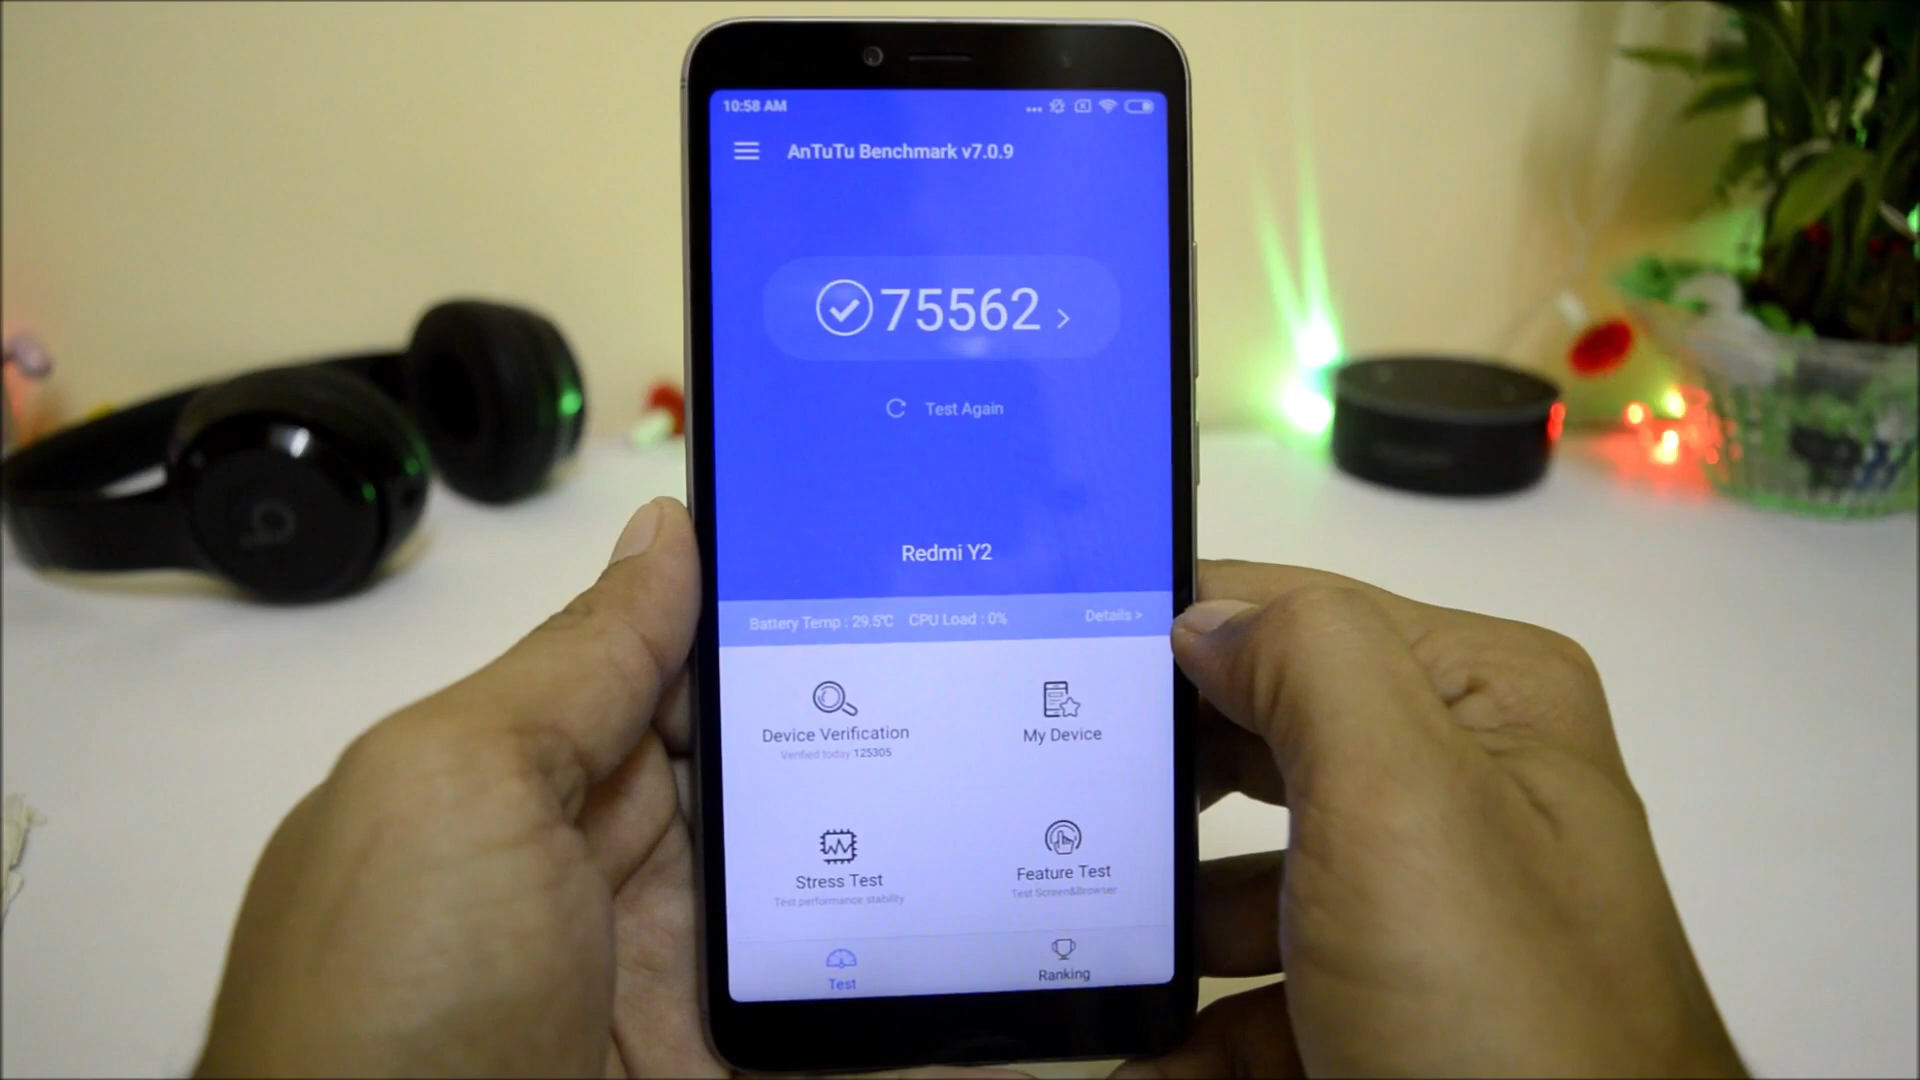 10:58 AM
AnTuTu Benchmark v7.0.9
75562 >
Test Again
Redmi Y2
Battery Temp : 29.5℃ CPU Load : 0% Details >
Device Verification
Verified today 125305
My Device
Stress Test
Test performance stability
Feature Test
Test Screen&Browser
Test
Ranking